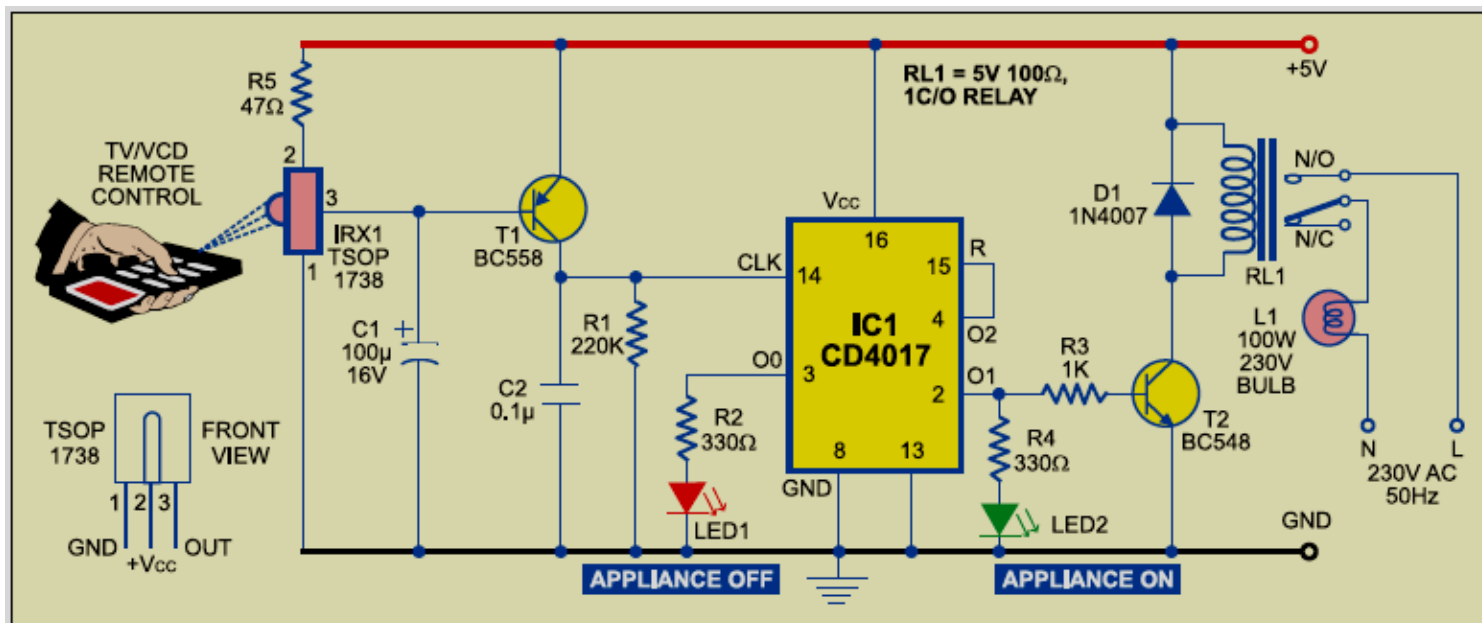 R5
47Ω
TV/VCD
REMOTE
CONTROL
2
3
1
IRX1
TSOP
1738
C1
+
100µ
16V
T1
BC558
R1
220K
C2
0.1µ
RL1 = 5V 100Ω,
1C/O RELAY
+5V
Vcc
16
CLK
14
15
R
IC1
CD4017
4
O2
O0
3
2
O1
8
13
GND
R2
330Ω
LED1
R3
1K
R4
330Ω
LED2
D1
1N4007
T2
BC548
N/O
N/C
RL1
L1
100W
230V
BULB
N
L
230V AC
50Hz
GND
TSOP
1738
FRONT
VIEW
1
2
3
GND
+Vcc
OUT
APPLIANCE OFF
APPLIANCE ON